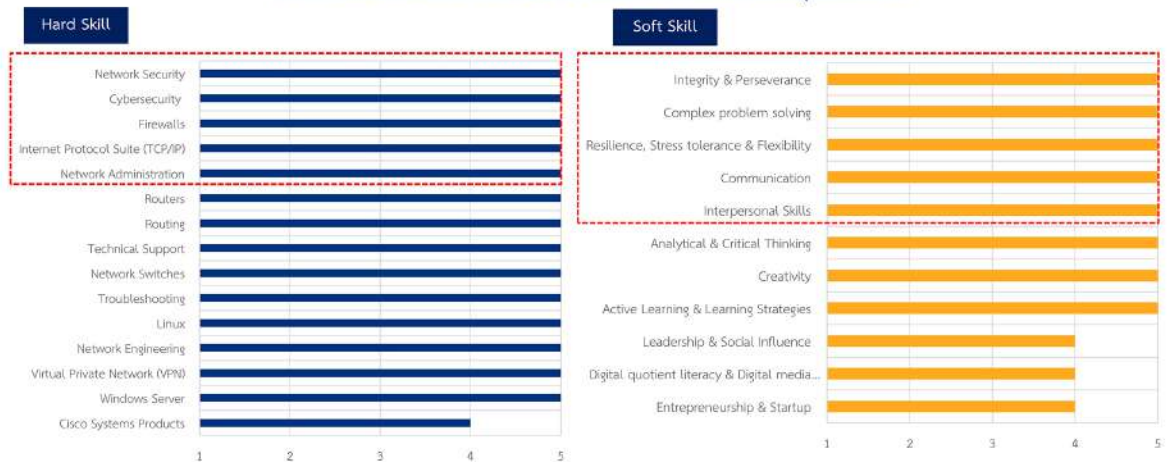 Hard Skill
Network Security
Cybersecurity
Firewalls
Internet Protocol Suite (TCP/IP)
Network Administration
Routers
Routing
Technical Support
Network Switches
Troubleshooting
Linux
Network Engineering
Virtual Private Network (VPN)
Windows Server
Cisco Systems Products
1 2 3 4 5
Soft Skill
Integrity & Perseverance
Complex problem solving
Resilience, Stress tolerance & Flexibility
Communication
Interpersonal Skills
Analytical & Critical Thinking
Creativity
Active Learning & Learning Strategies
Leadership & Social Influence
Digital quotient literacy & Digital media...
Entrepreneurship & Startup
1 2 3 4 5